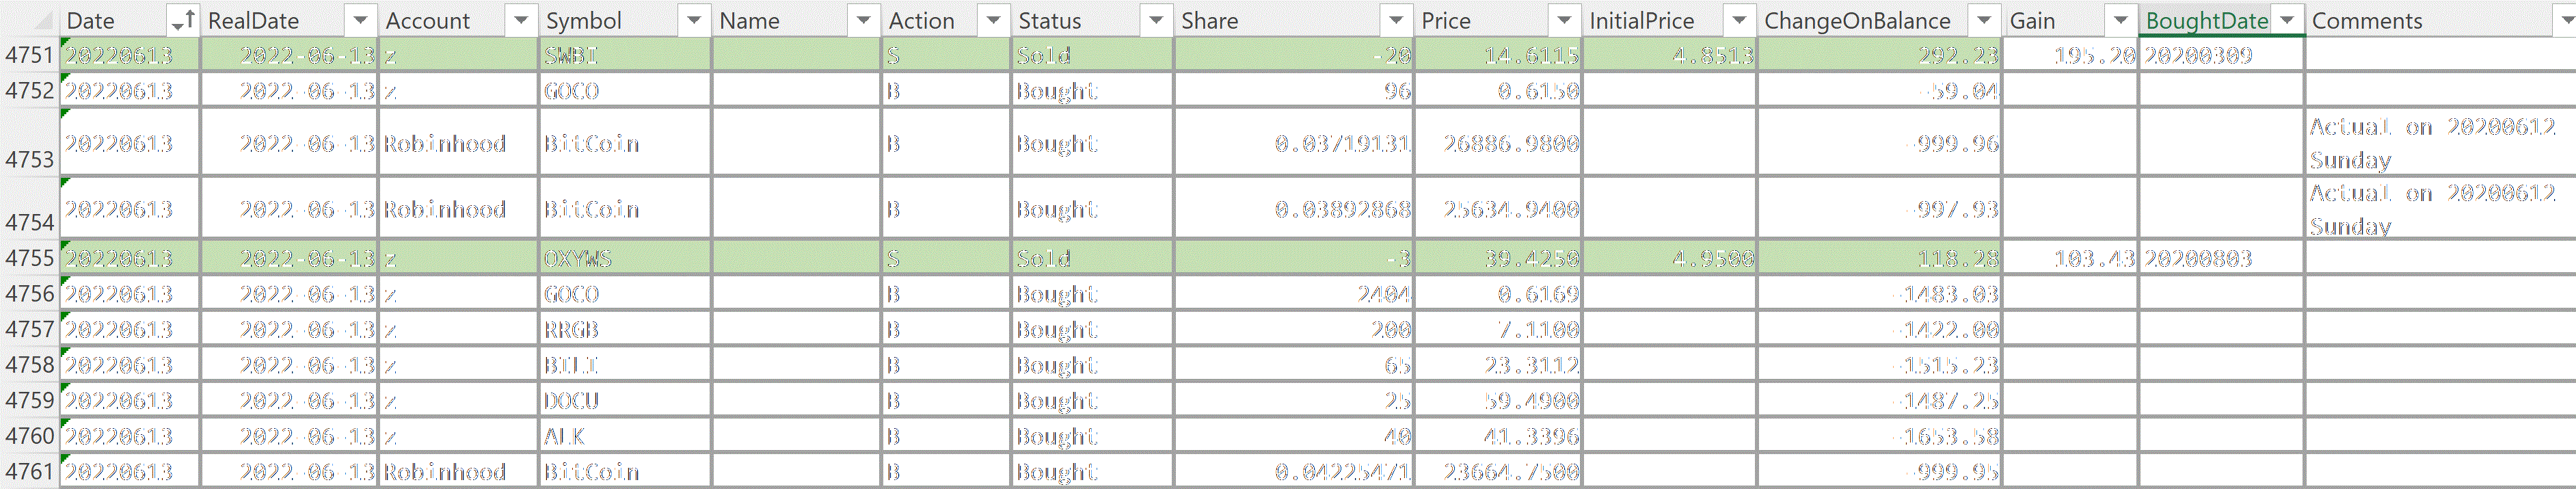 Date RealDate Account Symbol Name Action Status Share Price InitialPrice ChangeOnBalance Gain BoughtDate Comments
4751 20220613 2022-06-13 z SWBI S Sold -20 14.6115 4.8513 292.23 195.20 20200309
4752 20220613 2022-06-13 z GOCO B Bought 96 0.6150 -59.04
4753 20220613 2022-06-13 Robinhood BitCoin B Bought 0.03719131 26886.9800 -999.96 Actual on 20200612
Sunday
4754 20220613 2022-06-13 Robinhood BitCoin B Bought 0.03892868 25634.9400 -997.93 Actual on 20200612
Sunday
4755 20220613 2022-06-13 z OXYWS S Sold -3 39.4250 4.9500 118.28 103.43 20200803
4756 20220613 2022-06-13 z GOCO B Bought 2404 0.6169 -1483.03
4757 20220613 2022-06-13 z RRGB B Bought 200 7.1100 -1422.00
4758 20220613 2022-06-13 z BILI B Bought 65 23.3112 -1515.23
4759 20220613 2022-06-13 z DOCU B Bought 25 59.4900 -1487.25
4760 20220613 2022-06-13 z ALK B Bought 40 41.3396 -1653.58
4761 20220613 2022-06-13 Robinhood BitCoin B Bought 0.04225471 23664.7500 -999.95